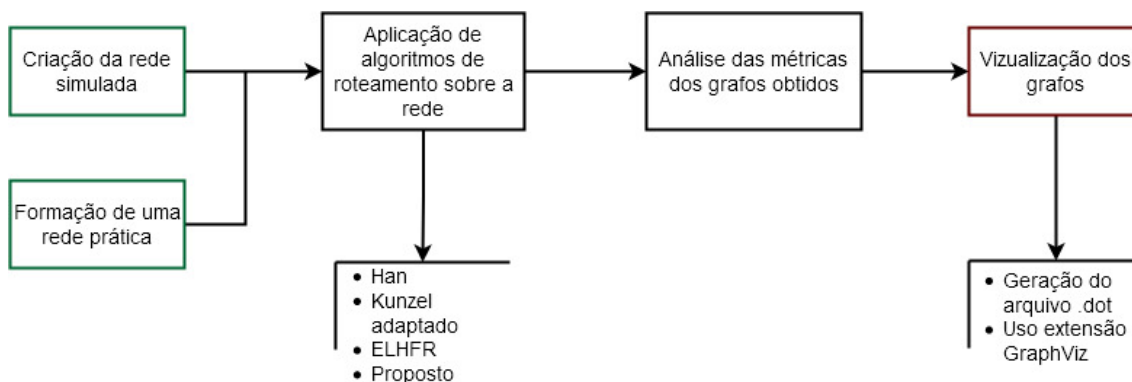 Criação da rede
simulada
Aplicação de
algoritmos de
roteamento sobre a
rede
Análise das métricas
dos grafos obtidos
Vizualização dos
grafos
Formação de uma
rede prática
• Han
• Kunzel
adaptado
• ELHFR
• Proposto
• Geração do
arquivo .dot
• Uso extensão
GraphViz